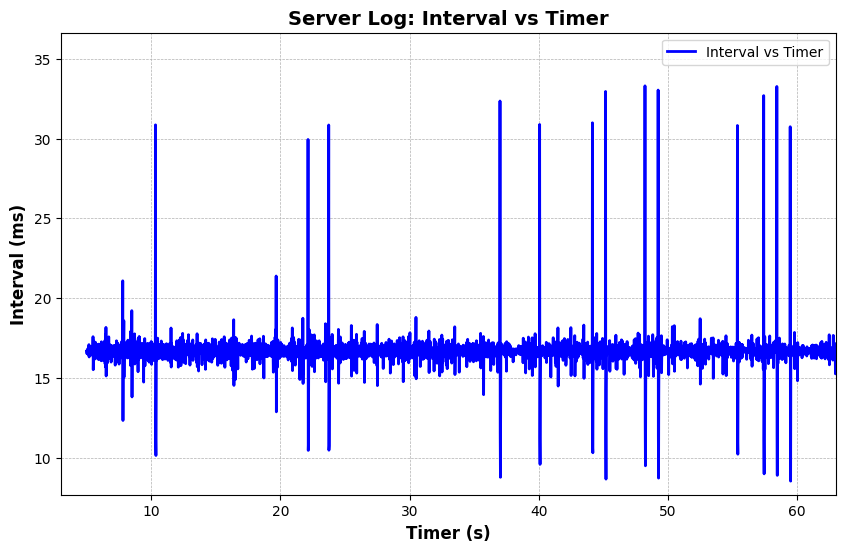 Server Log: Interval vs Timer
Interval vs Timer
35
30
25
20
15
10
Interval (ms)
10 20 30 40 50 60
Timer (s)